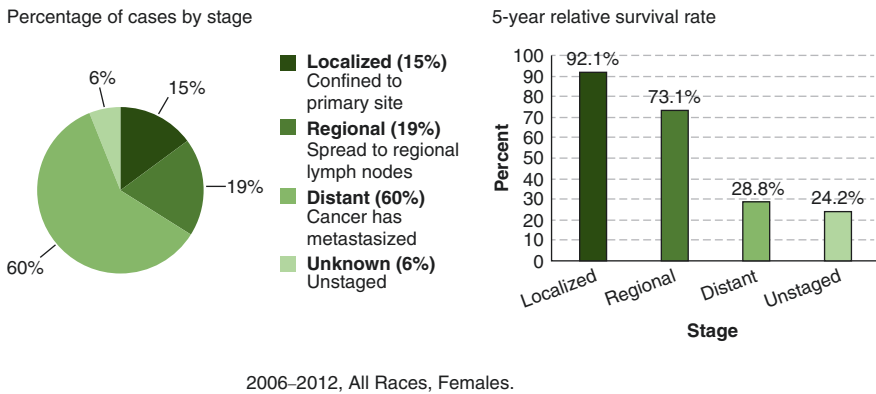 Percentage of cases by stage
6%
15%
19%
60%
Localized (15%)
Confined to
primary site
Regional (19%)
Spread to regional
lymph nodes
Distant (60%)
Cancer has
metastasized
Unknown (6%)
Unstaged
5-year relative survival rate
Percent
100
90
80
70
60
50
40
30
20
10
0
92.1%
73.1%
28.8%
24.2%
Localized
Regional
Distant
Unstaged
Stage
2006–2012, All Races, Females.